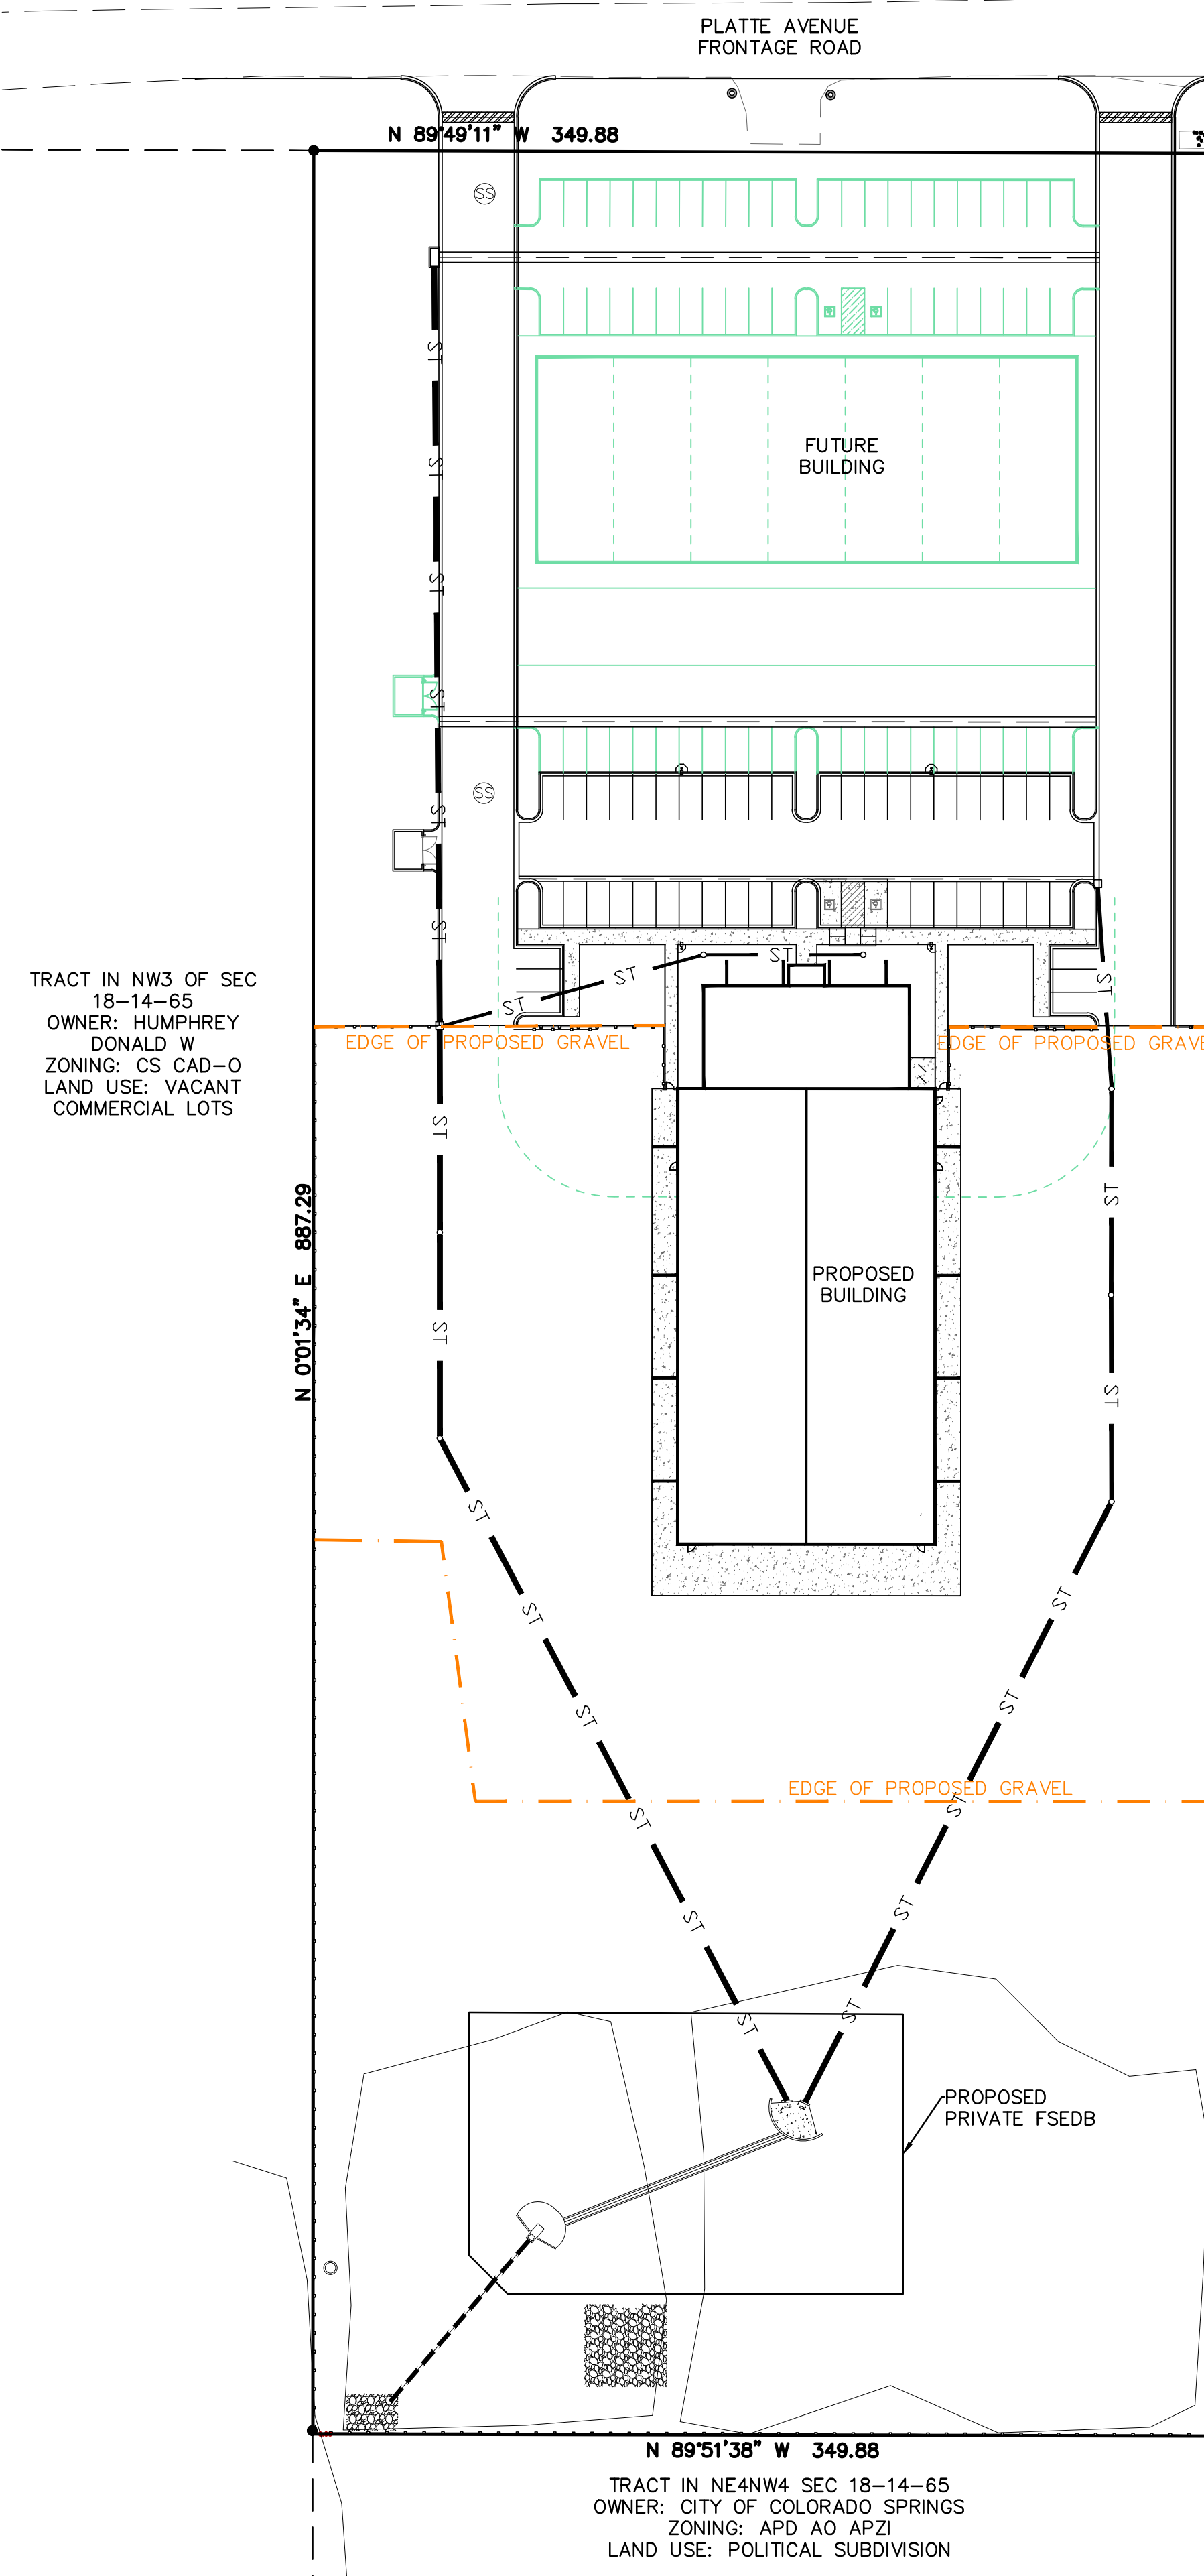 PLATTE AVENUE
FRONTAGE ROAD
N 89°49'11" W 349.88
SS
ST
ST
FUTURE
BUILDING
ST
ST
SS
ST
ST
ST
ST
ST
ST
TRACT IN NW3 OF SEC
18-14-65
OWNER: HUMPHREY
DONALD W
ZONING: CS CAD-O
LAND USE: VACANT
COMMERCIAL LOTS
EDGE OF PROPOSED GRAVEL
EDGE OF PROPOSED GRAVE
ST
ST
N 0°01'34" E 887.29
PROPOSED
BUILDING
ST
ST
ST
ST
ST
ST
ST
EDGE OF PROPOSED GRAVEL
ST
ST
ST
ST
ST
ST
PROPOSED
PRIVATE FSEDB
N 89°51'38" W 349.88
TRACT IN NE4NW4 SEC 18-14-65
OWNER: CITY OF COLORADO SPRINGS
ZONING: APD AO APZI
LAND USE: POLITICAL SUBDIVISION